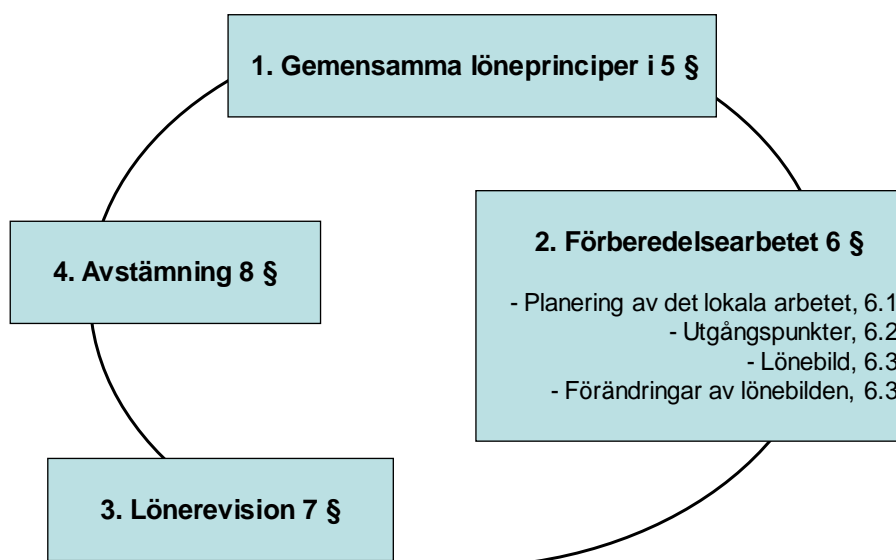 1. Gemensamma löneprinciper i 5 §
2. Förberedelsearbetet 6 §
- Planering av det lokala arbetet, 6.1
- Utgångspunkter, 6.2
- Lönebild, 6.3
- Förändringar av lönebilden, 6.3
3. Lönerevision 7 §
4. Avstämning 8 §